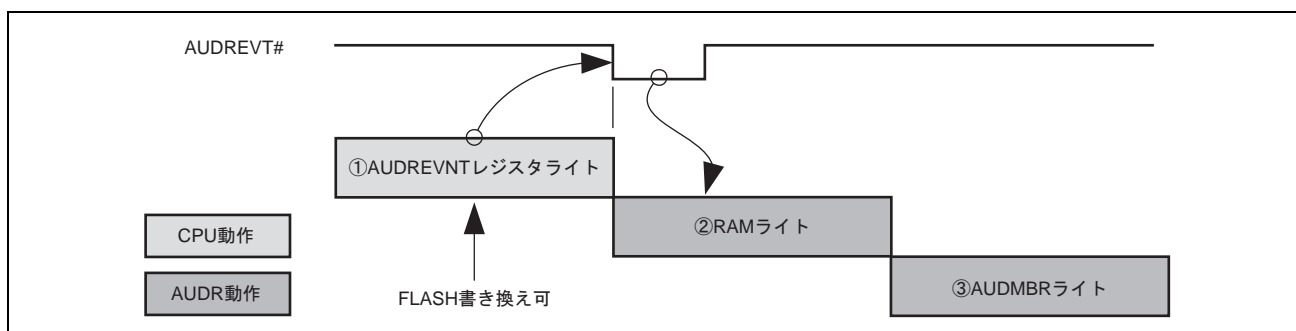 AUDREVT#
①AUDREVNTレジスタライト
CPU動作
②RAMライト
AUDR動作
FLASH書き換え可
③AUDMBRライト